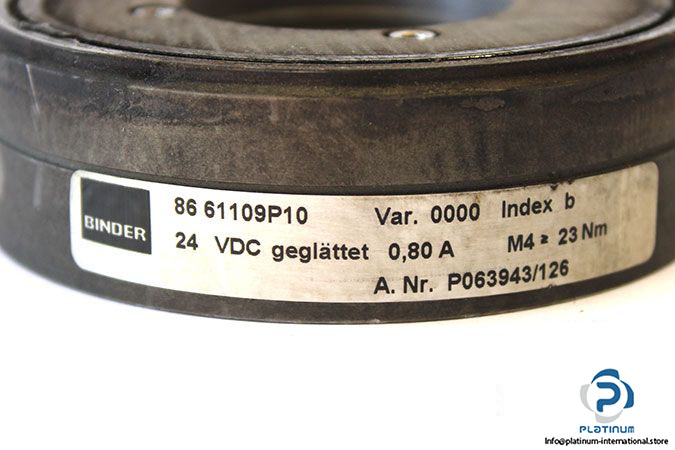 BINDER
86 61109P10 Var. 0000 Index b
24 VDC geglättet 0,80 A M4 ≥ 23 Nm
A. Nr. P063943/126
PLATINUM
Info@platinum-international.store